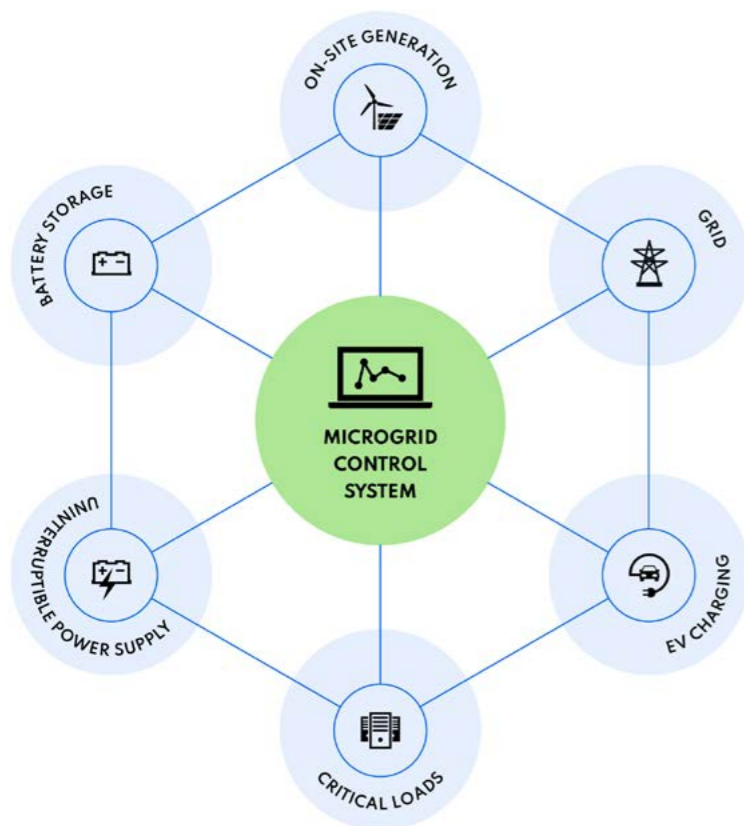 ON-SITE GENERATION
BATTERY STORAGE
GRID
MICROGRID
CONTROL
SYSTEM
UNINTERRUPTIBLE POWER SUPPLY
EV CHARGING
CRITICAL LOADS